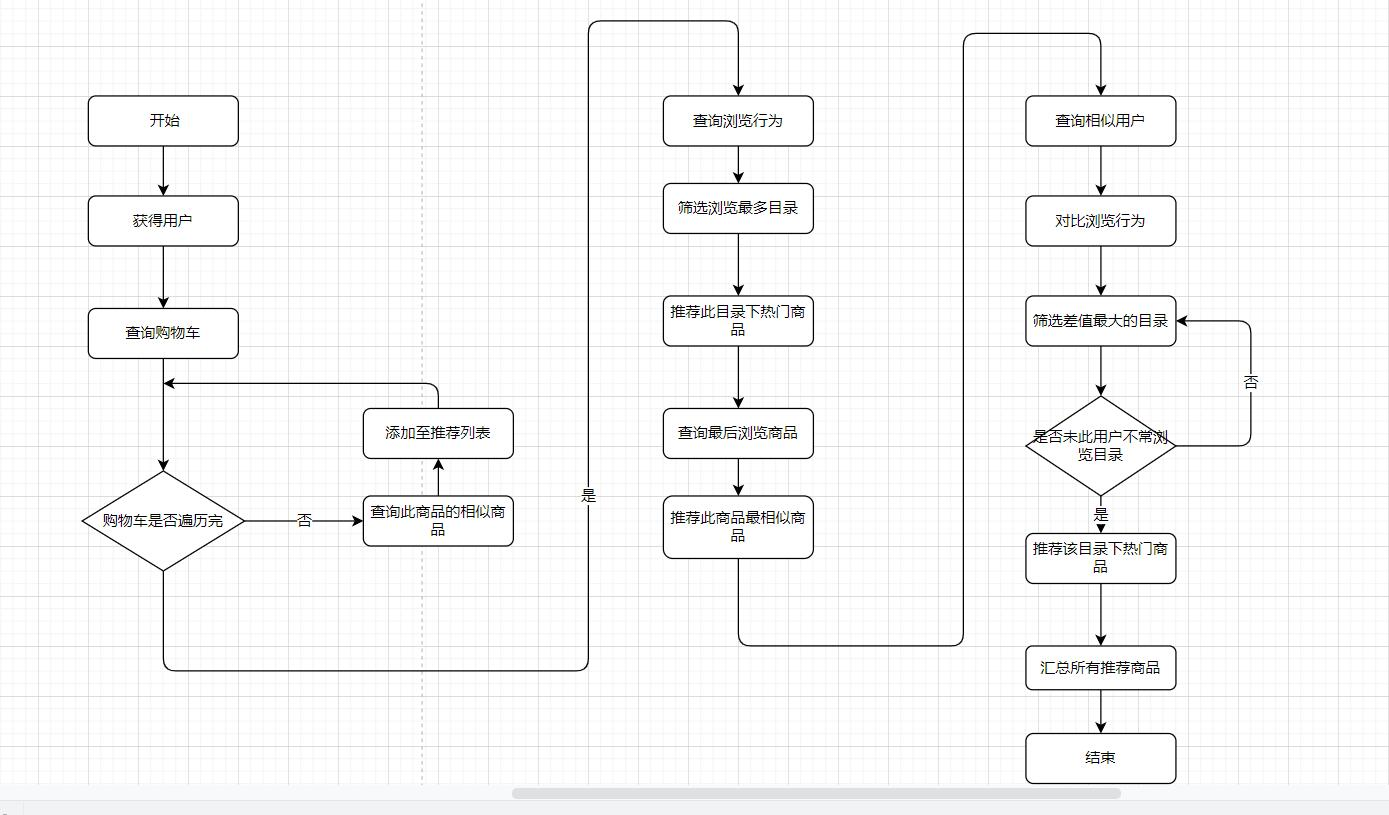 开始
获得用户
查询购物车
添加至推荐列表
购物车是否遍历完
否
查询此商品的相似商
品
是
查询浏览行为
筛选浏览最多目录
推荐此目录下热门商
品
查询最后浏览商品
推荐此商品最相似商
品
查询相似用户
对比浏览行为
筛选差值最大的目录
否
是否未此用户不常浏
览目录
是
推荐该目录下热门商
品
汇总所有推荐商品
结束